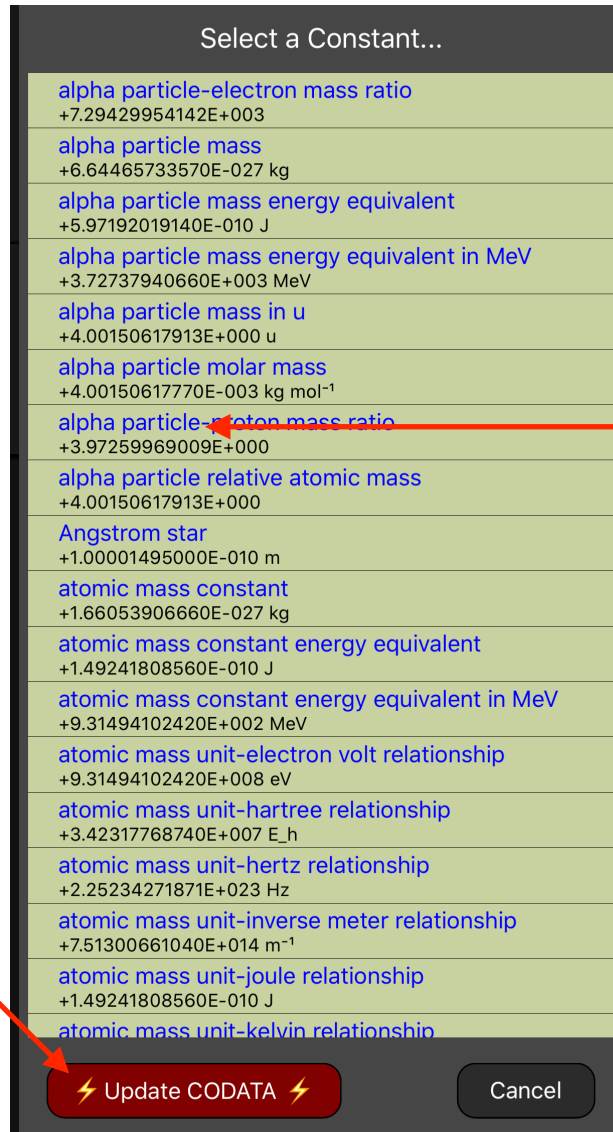 Select a Constant...
alpha particle-electron mass ratio
+7.29429954142E+003
alpha particle mass
+6.64465733570E-027 kg
alpha particle mass energy equivalent
+5.97192019140E-010 J
alpha particle mass energy equivalent in MeV
+3.72737940660E+003 MeV
alpha particle mass in u
+4.00150617913E+000 u
alpha particle molar mass
+4.00150617770E-003 kg mol⁻¹
alpha particle-proton mass ratio
+3.97259969009E+000
alpha particle relative atomic mass
+4.00150617913E+000
Angstrom star
+1.00001495000E-010 m
atomic mass constant
+1.66053906660E-027 kg
atomic mass constant energy equivalent
+1.49241808560E-010 J
atomic mass constant energy equivalent in MeV
+9.31494102420E+002 MeV
atomic mass unit-electron volt relationship
+9.31494102420E+008 eV
atomic mass unit-hartree relationship
+3.42317768740E+007 E_h
atomic mass unit-hertz relationship
+2.25234271871E+023 Hz
atomic mass unit-inverse meter relationship
+7.51300661040E+014 m⁻¹
atomic mass unit-joule relationship
+1.49241808560E-010 J
atomic mass unit-kelvin relationship
⚡ Update CODATA ⚡
Cancel